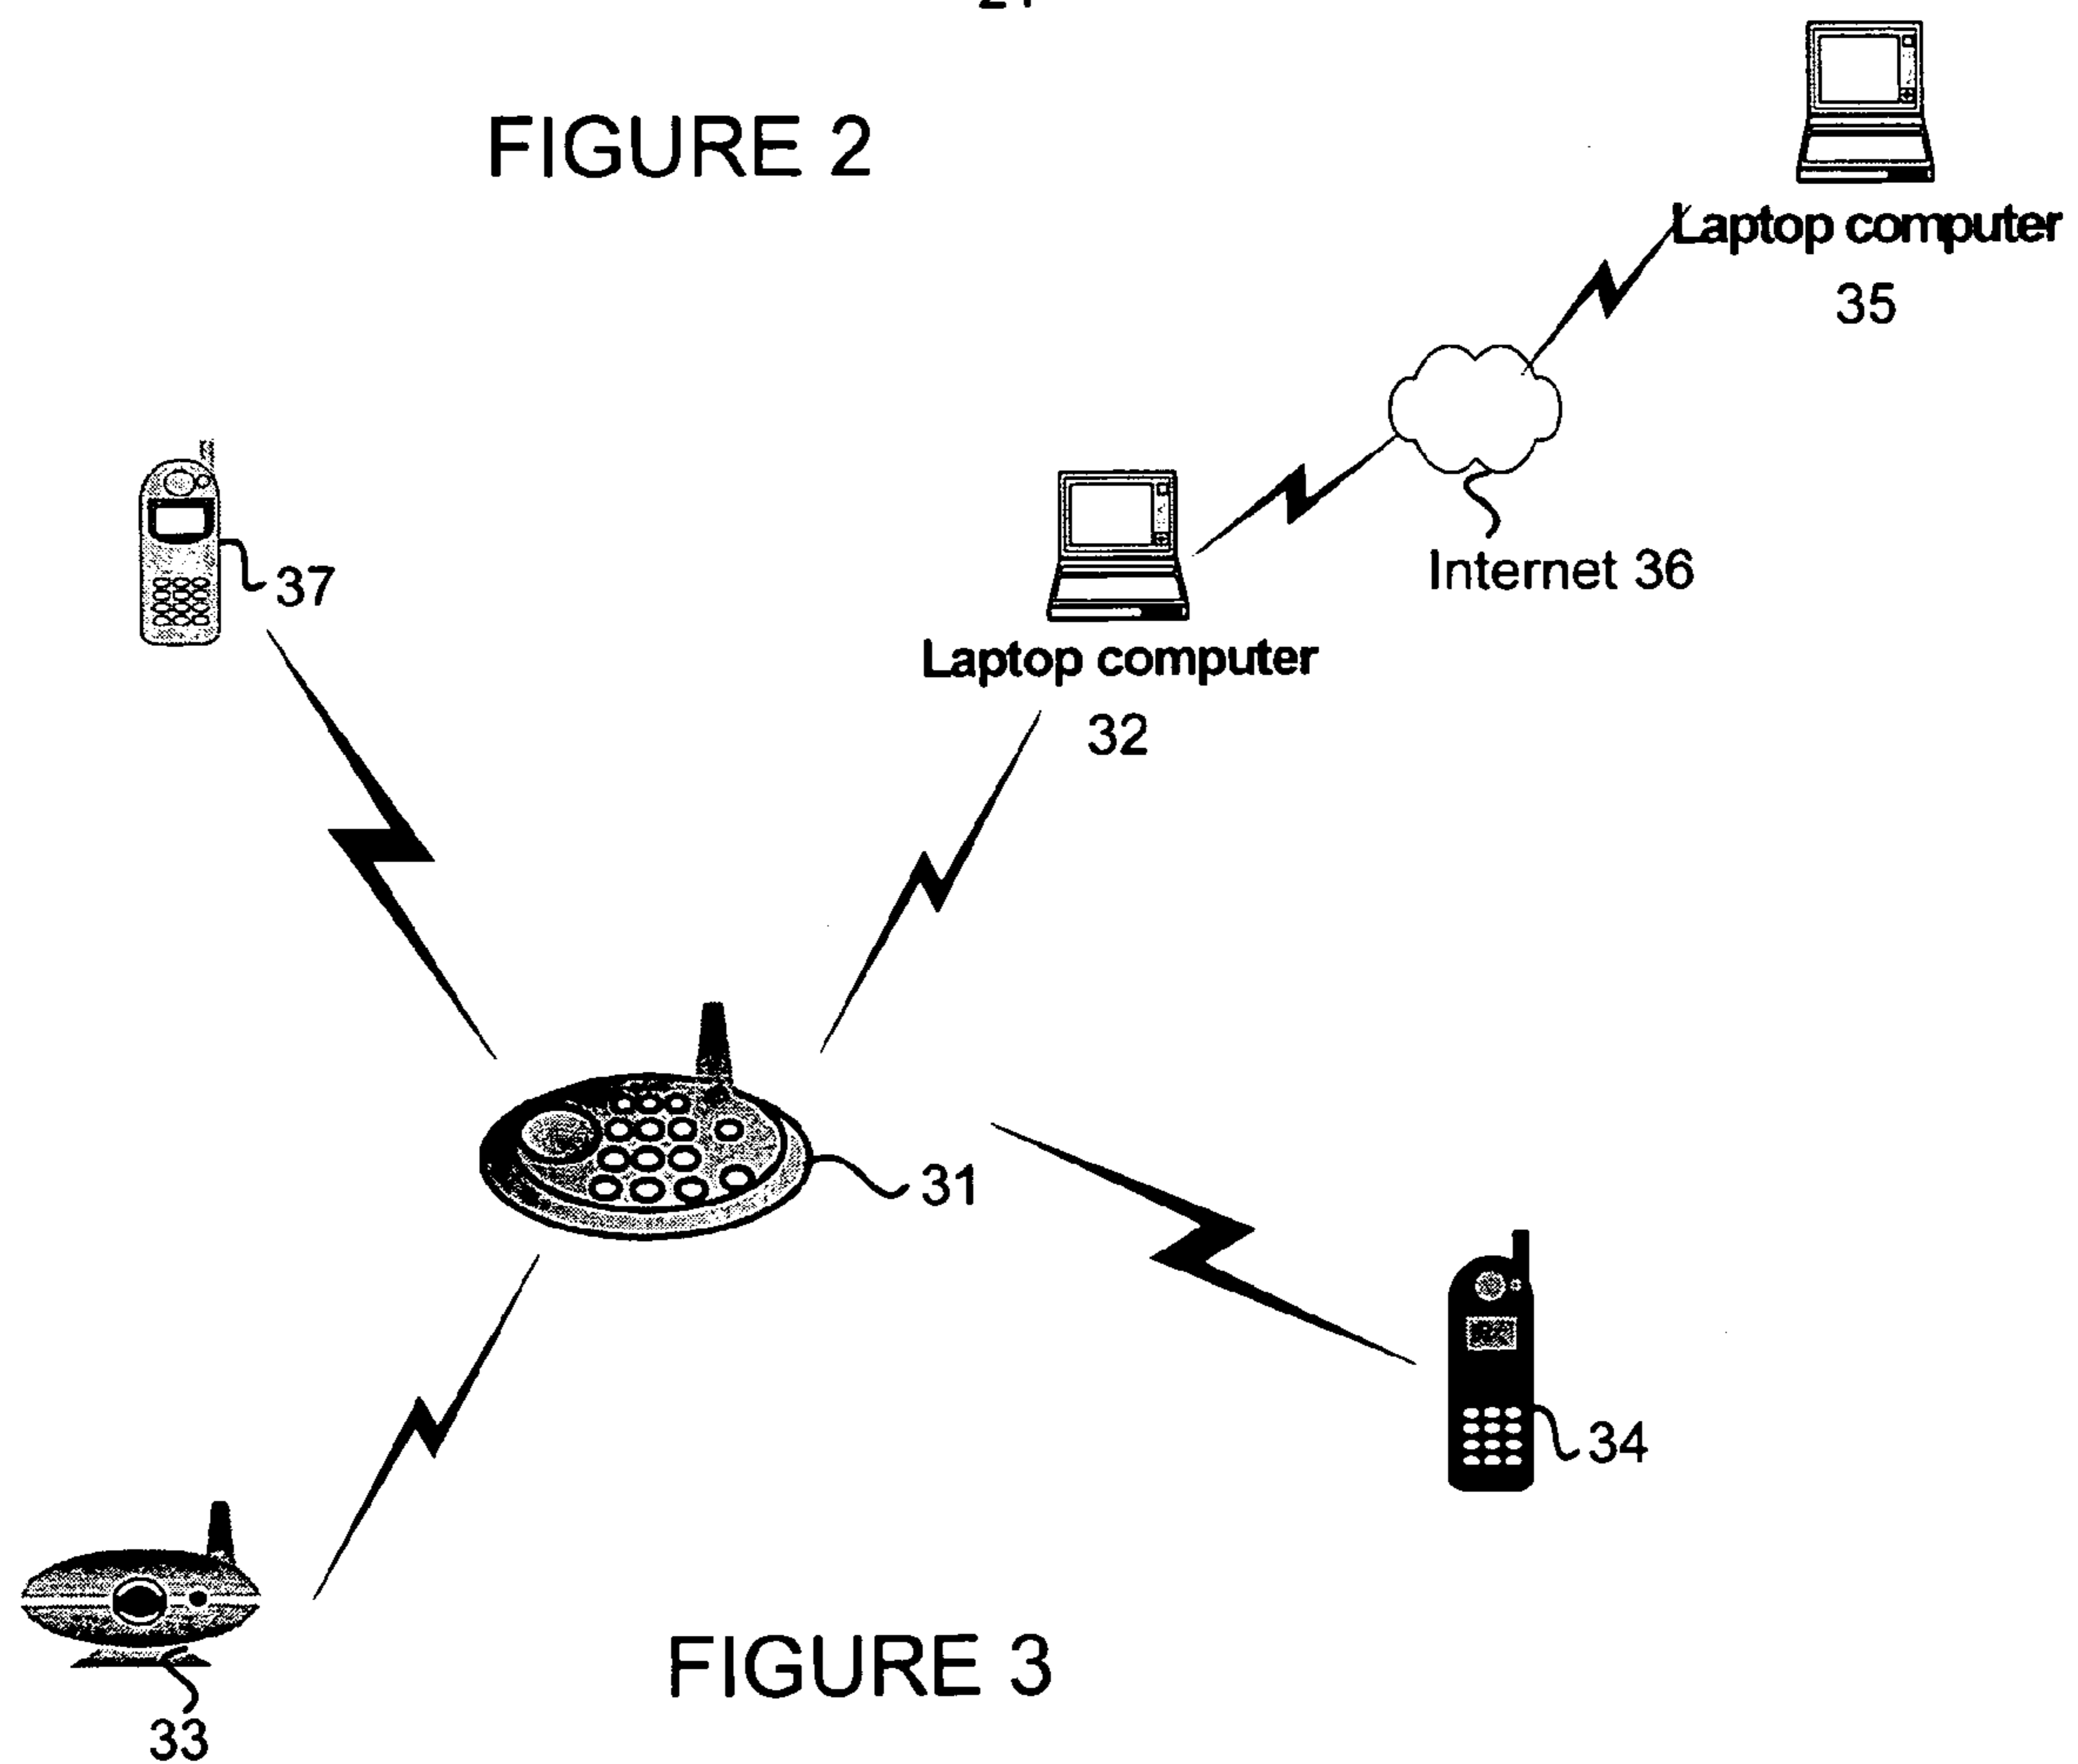 FIGURE 2
Laptop computer
35
Internet 36
37
Laptop computer
32
31
34
FIGURE 3
33